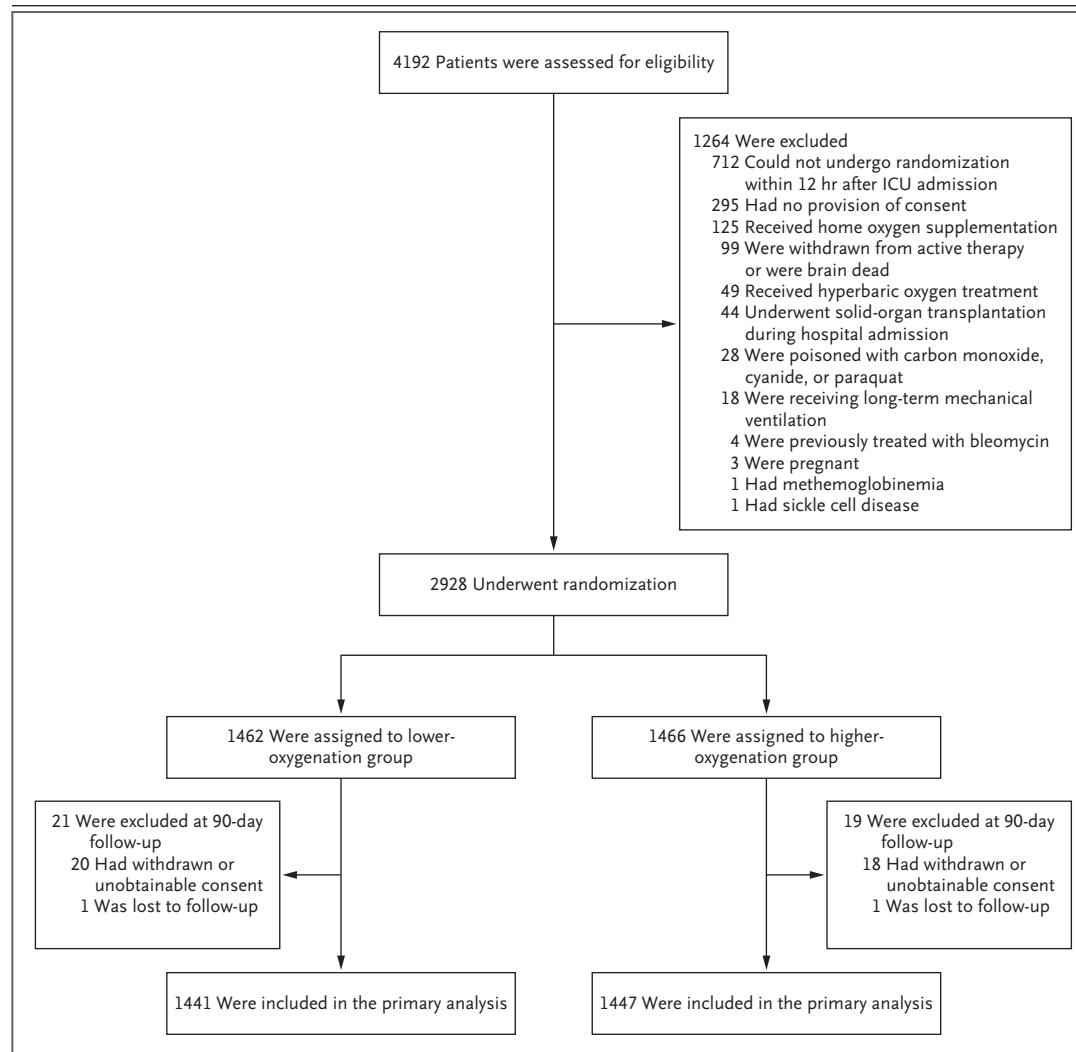 4192 Patients were assessed for eligibility
1264 Were excluded
712 Could not undergo randomization
within 12 hr after ICU admission
295 Had no provision of consent
125 Received home oxygen supplementation
99 Were withdrawn from active therapy
or were brain dead
49 Received hyperbaric oxygen treatment
44 Underwent solid-organ transplantation
during hospital admission
28 Were poisoned with carbon monoxide,
cyanide, or paraquat
18 Were receiving long-term mechanical
ventilation
4 Were previously treated with bleomycin
3 Were pregnant
1 Had methemoglobinemia
1 Had sickle cell disease
2928 Underwent randomization
1462 Were assigned to lower-
oxygenation group
1466 Were assigned to higher-
oxygenation group
21 Were excluded at 90-day
follow-up
20 Had withdrawn or
unobtainable consent
1 Was lost to follow-up
19 Were excluded at 90-day
follow-up
18 Had withdrawn or
unobtainable consent
1 Was lost to follow-up
1441 Were included in the primary analysis
1447 Were included in the primary analysis